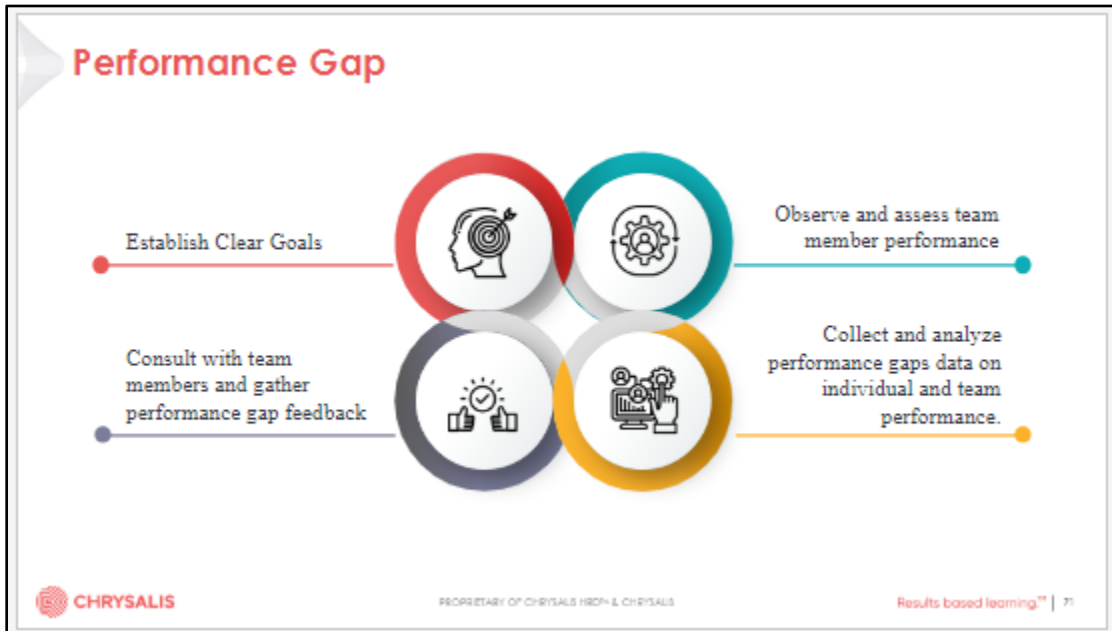 Performance Gap
Establish Clear Goals
Observe and assess team
member performance
Consult with team
members and gather
performance gap feedback
Collect and analyze
performance gaps data on
individual and team
performance.
CHRYSALIS
PROPRIETARY OF CHRYSALIS HRD™ & CHRYSALIS
Results based learning.™ | 71